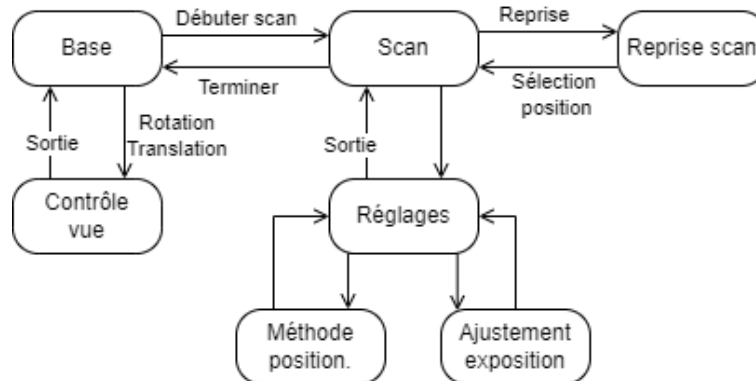 Débuter scan
Reprise
Base
Scan
Reprise scan
Terminer
Sélection
position
Sortie
Rotation
Translation
Sortie
Contrôle
vue
Réglages
Méthode
position.
Ajustement
exposition